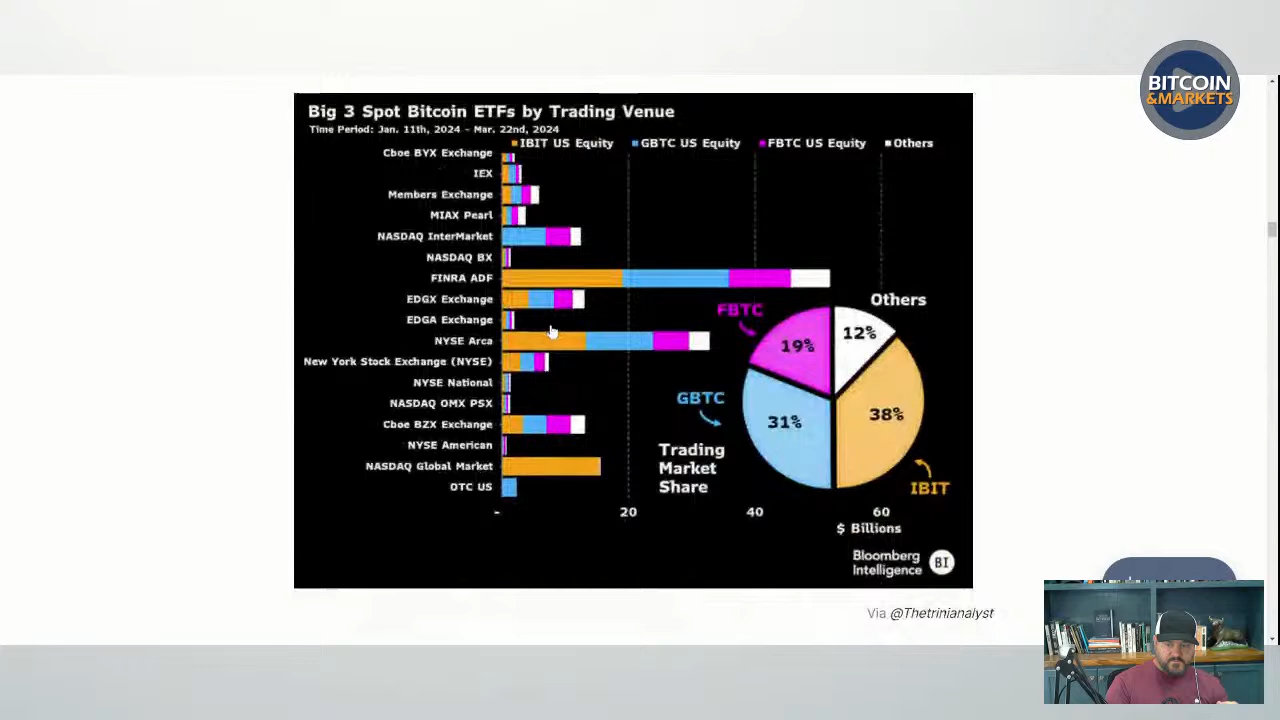 BITCOIN
&MARKETS
Big 3 Spot Bitcoin ETFs by Trading Venue
Time Period: Jan. 11th, 2024 - Mar. 22nd, 2024
IBIT US Equity
GBTC US Equity
FBTC US Equity
Others
Cboe BYX Exchange
IEX
Members Exchange
MIAX Pearl
NASDAQ InterMarket
NASDAQ BX
FINRA ADF
EDGX Exchange
EDGA Exchange
NYSE Arca
New York Stock Exchange (NYSE)
NYSE National
NASDAQ OMX PSX
Cboe BZX Exchange
NYSE American
NASDAQ Global Market
OTC US
-
20
40
60
$ Billions
Others
FBTC
12%
19%
GBTC
38%
31%
Trading
Market
Share
IBIT
Bloomberg
Intelligence
BI
Via @Thetrinianalyst